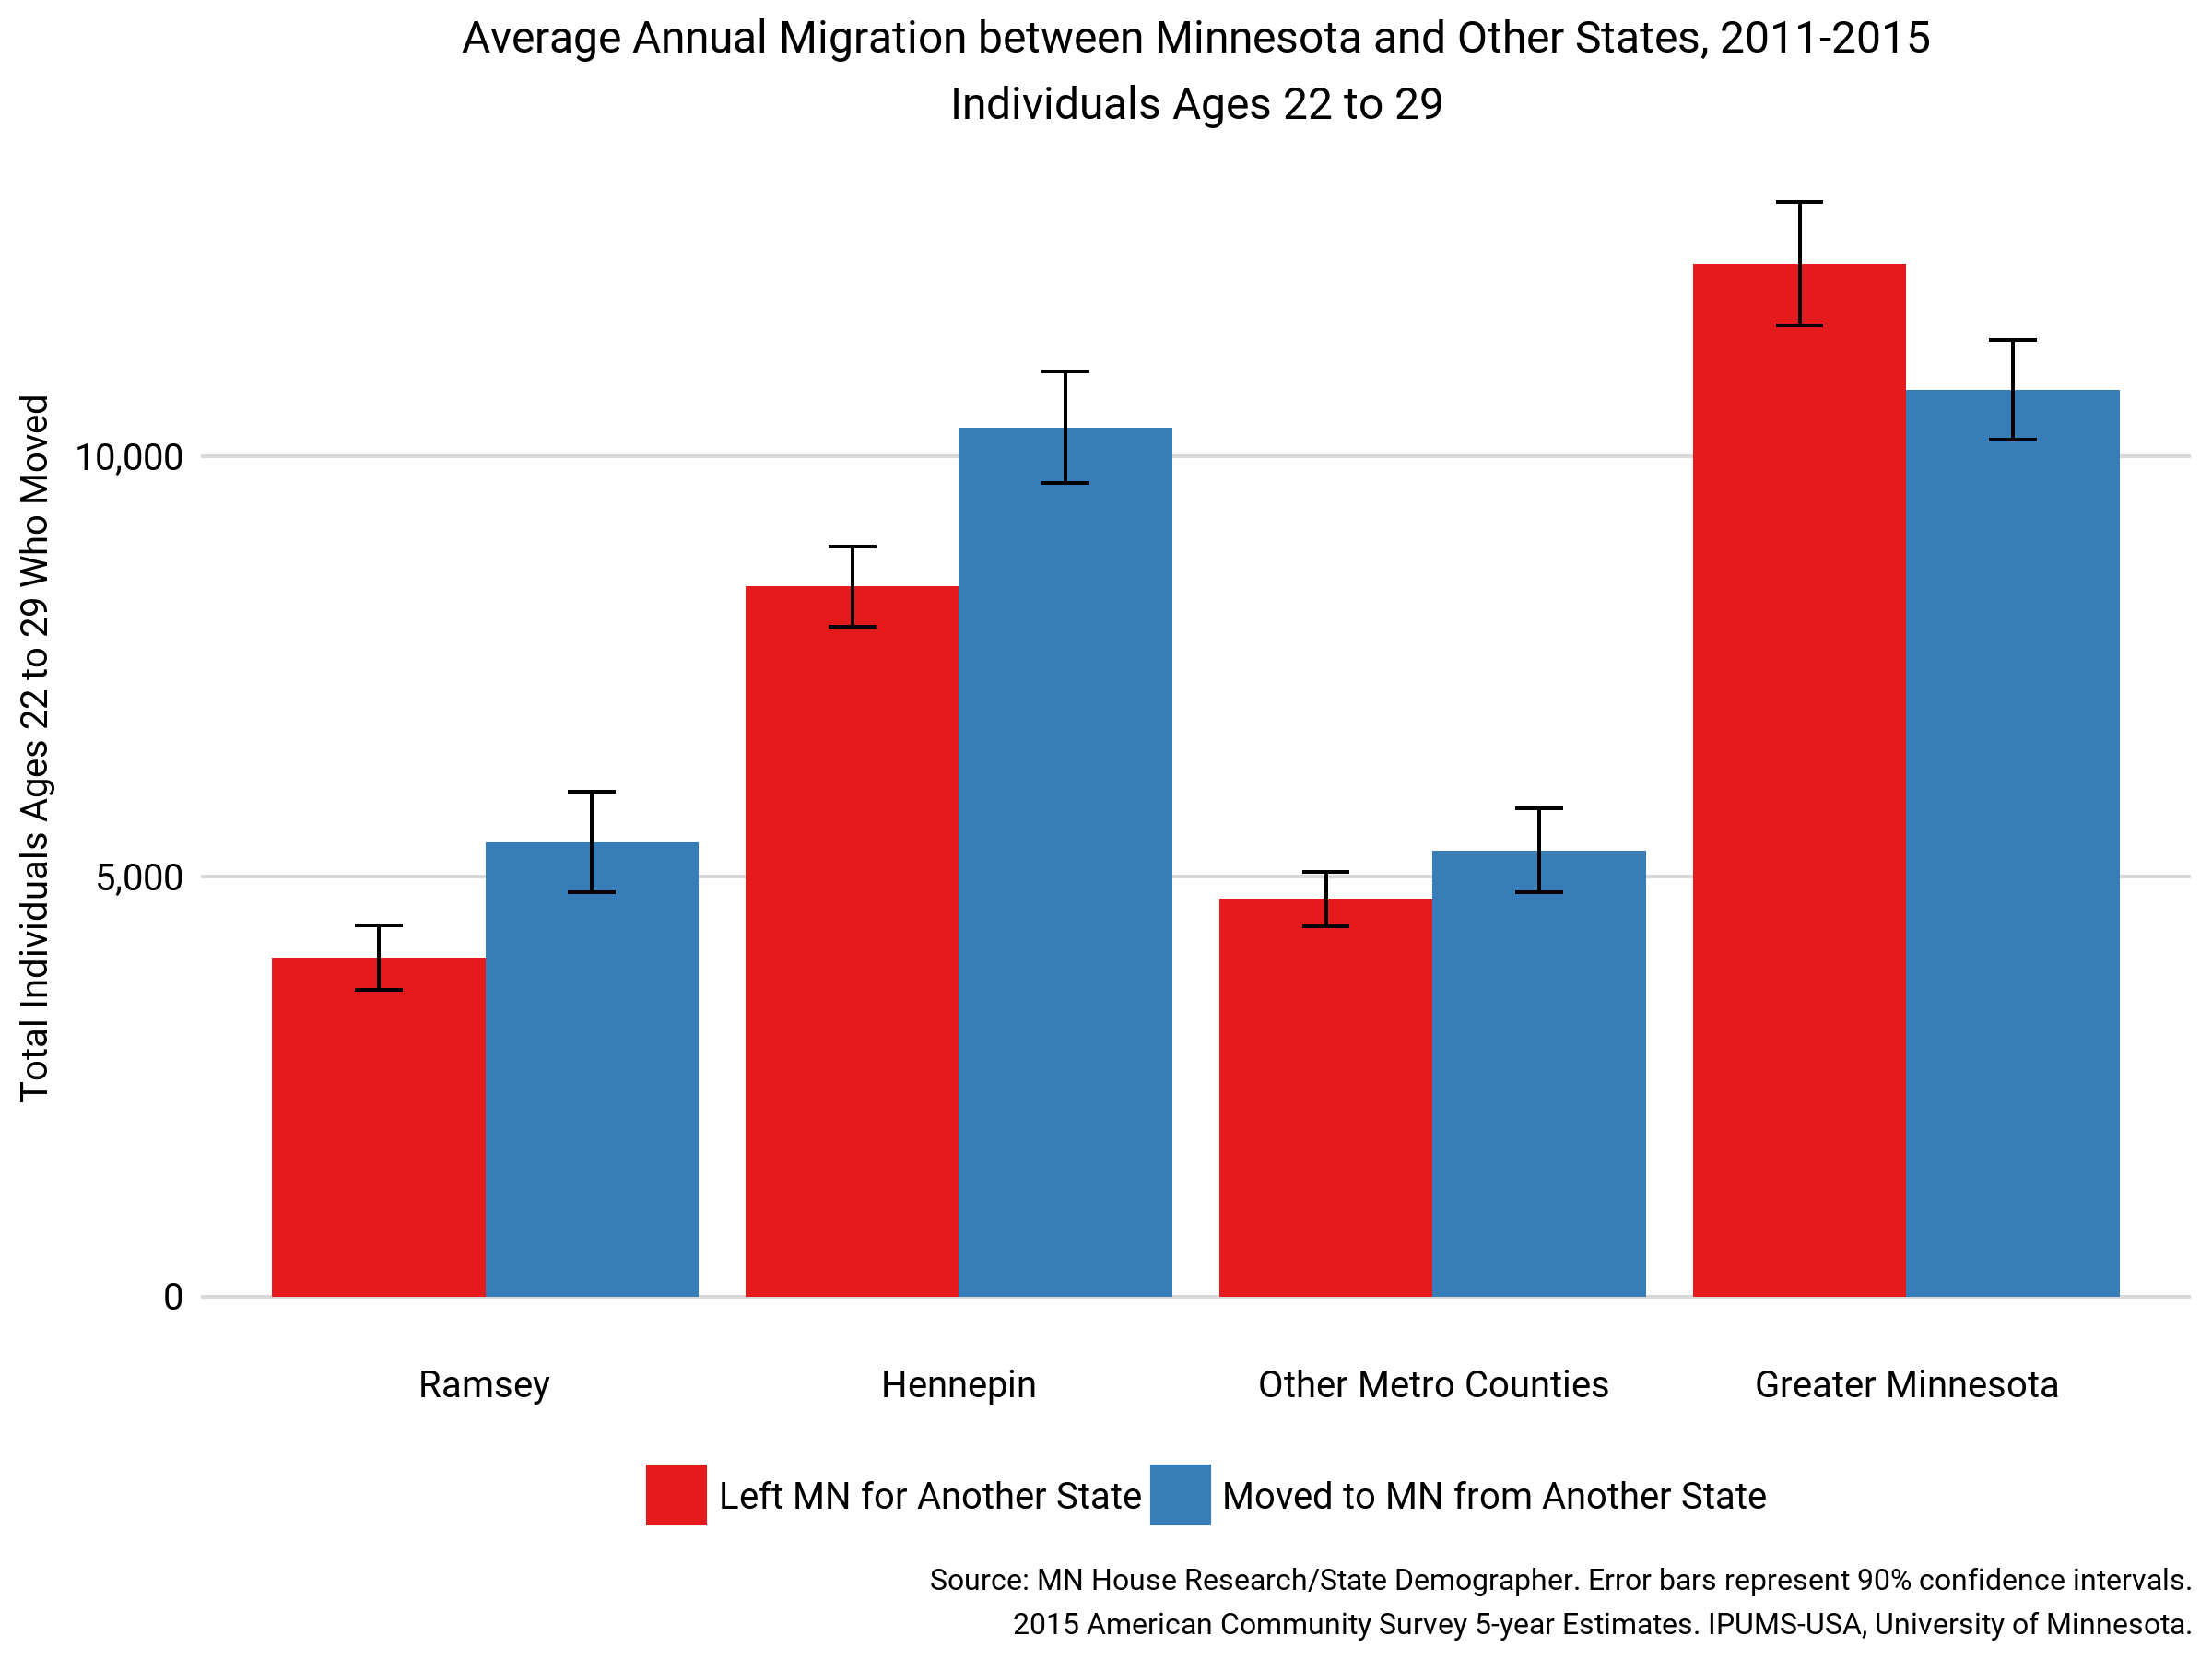 Average Annual Migration between Minnesota and Other States, 2011-2015
Individuals Ages 22 to 29
Total Individuals Ages 22 to 29 Who Moved
10,000
5,000
0
Ramsey
Hennepin
Other Metro Counties
Greater Minnesota
Left MN for Another State
Moved to MN from Another State
Source: MN House Research/State Demographer. Error bars represent 90% confidence intervals.
2015 American Community Survey 5-year Estimates. IPUMS-USA, University of Minnesota.